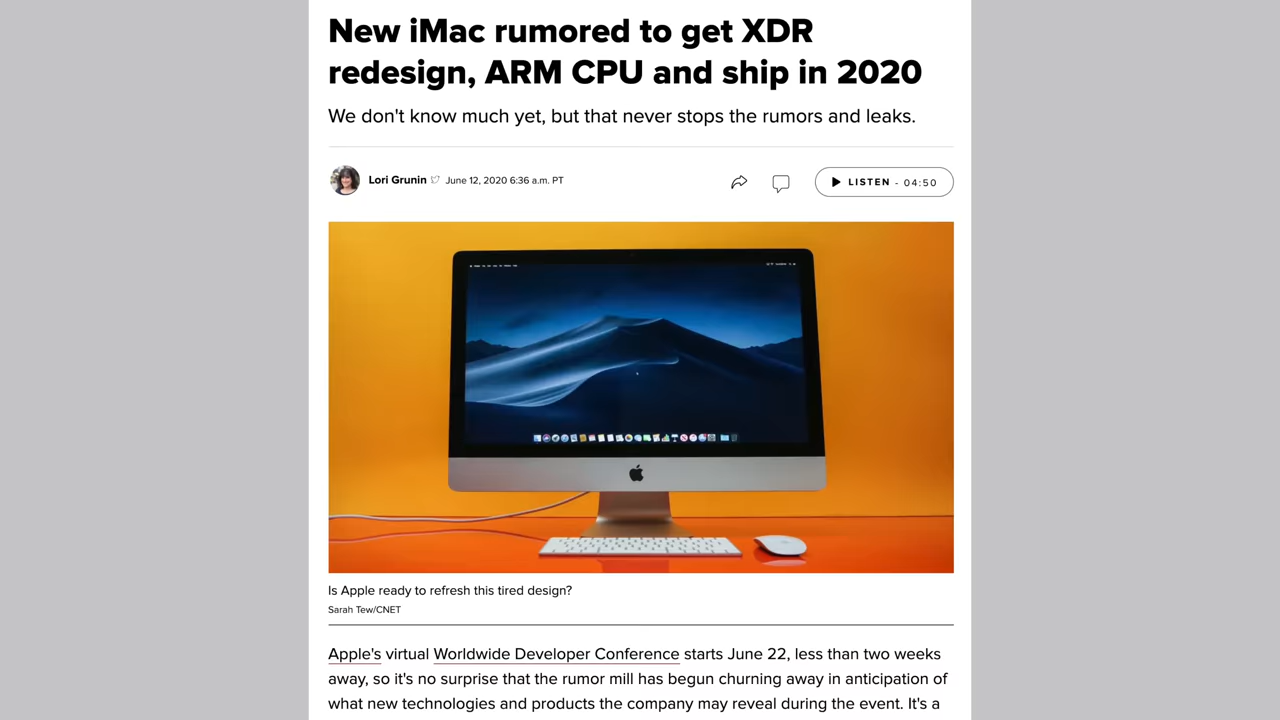 New iMac rumored to get XDR
redesign, ARM CPU and ship in 2020
We don't know much yet, but that never stops the rumors and leaks.
Lori Grunin June 12, 2020 6:36 a.m. PT
LISTEN - 04:50
Is Apple ready to refresh this tired design?
Sarah Tew/CNET
Apple's virtual Worldwide Developer Conference starts June 22, less than two weeks
away, so it's no surprise that the rumor mill has begun churning away in anticipation of
what new technologies and products the company may reveal during the event. It's a